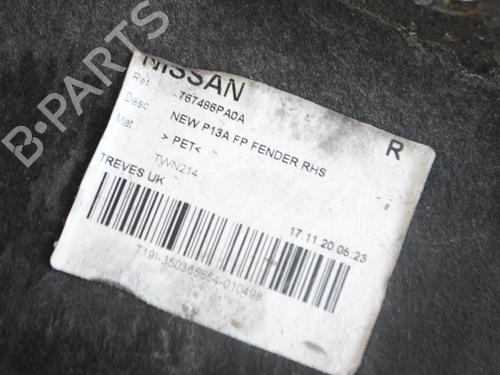 B-PARTS
NISSAN
Ref 767486PA0A
Desc NEW P13A FP FENDER RHS
Mat > PET<
R
TWN214
TREVES UK
17.11.20 06:23
T19I-350365654-010498